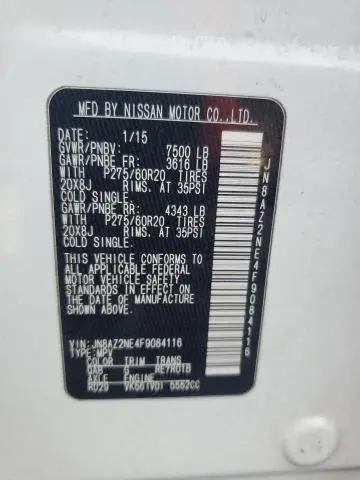 MFD BY NISSAN MOTOR CO.,LTD.
DATE: 1/15
GVWR/PNBV: 7500 LB
GAWR/PNBE FR: 3616 LB
WITH P275/60R20 TIRES
20X8J RIMS. AT 35PSI
COLD SINGLE.
GAWR/PNBE RR: 4343 LB
WITH P275/60R20 TIRES
20X8J RIMS. AT 35PSI
COLD SINGLE.
THIS VEHICLE CONFORMS TO
ALL APPLICABLE FEDERAL
MOTOR VEHICLE SAFETY
STANDARDS IN EFFECT ON
THE DATE OF MANUFACTURE
SHOWN ABOVE.
VIN: JN8AZ2NE4F9084116
TYPE: MPV
COLOR TRIM TRANS
QAB G RE7R01B
AXLE ENGINE
RD29 VK56(VD) 5552CC
JN8AZ2NE4F9084116